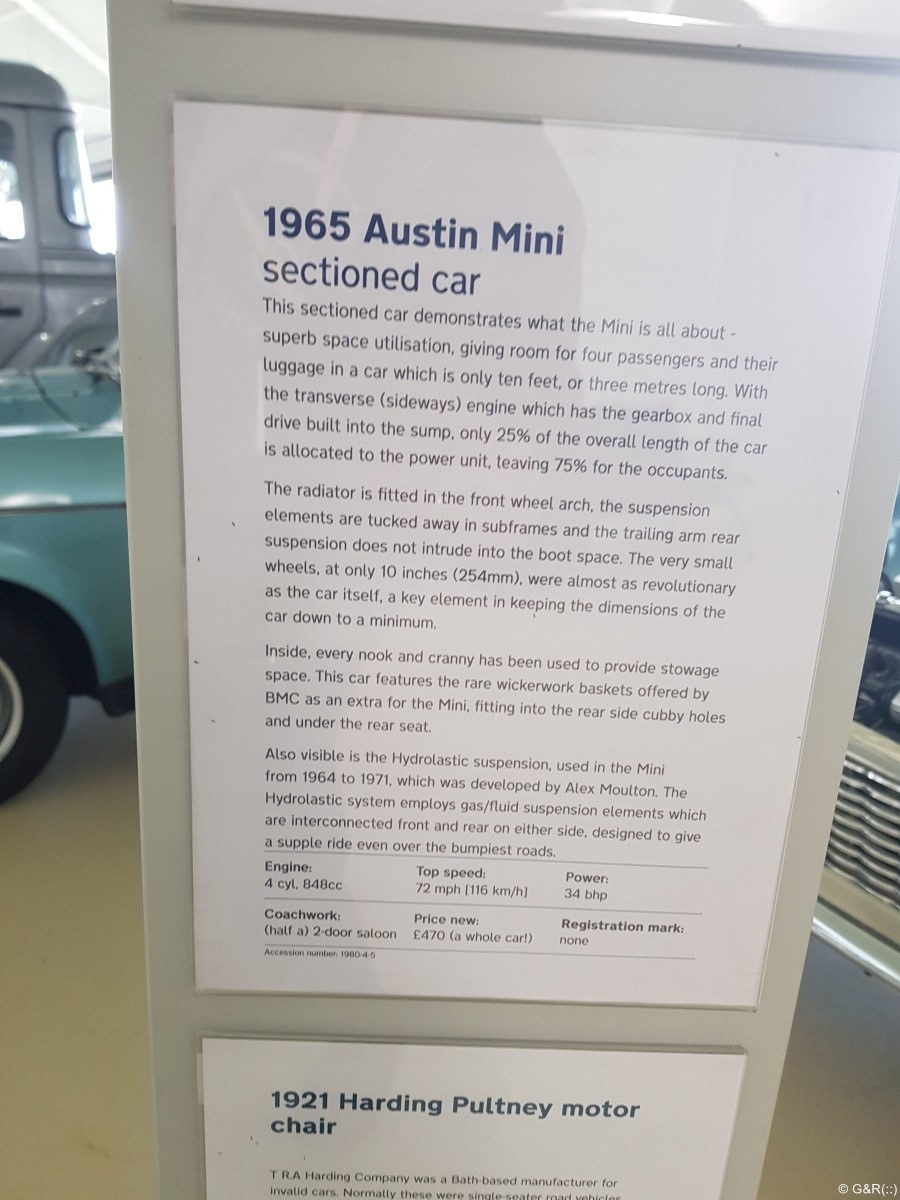 1965 Austin Mini
sectioned car
This sectioned car demonstrates what the Mini is all about -
superb space utilisation, giving room for four passengers and their
luggage in a car which is only ten feet, or three metres long. With
the transverse (sideways) engine which has the gearbox and final
drive built into the sump, only 25% of the overall length of the car
is allocated to the power unit, leaving 75% for the occupants.
The radiator is fitted in the front wheel arch, the suspension
elements are tucked away in subframes and the trailing arm rear
suspension does not intrude into the boot space. The very small
wheels, at only 10 inches (254mm), were almost as revolutionary
as the car itself, a key element in keeping the dimensions of the
car down to a minimum.
Inside, every nook and cranny has been used to provide stowage
space. This car features the rare wickerwork baskets offered by
BMC as an extra for the Mini, fitting into the rear side cubby holes
and under the rear seat.
Also visible is the Hydrolastic suspension, used in the Mini
from 1964 to 1971, which was developed by Alex Moulton. The
Hydrolastic system employs gas/fluid suspension elements which
are interconnected front and rear on either side, designed to give
a supple ride even over the bumpiest roads.
Engine: Top speed: Power:
4 cyl, 848cc 72 mph [116 km/h] 34 bhp
Coachwork: Price new: Registration mark:
(half a) 2-door saloon £470 (a whole car!) none
Accession number: 1980-4-5
1921 Harding Pultney motor
chair
T R.A Harding Company was a Bath-based manufacturer for
invalid cars. Normally these were single-seater road vehicles
© G&R(::)